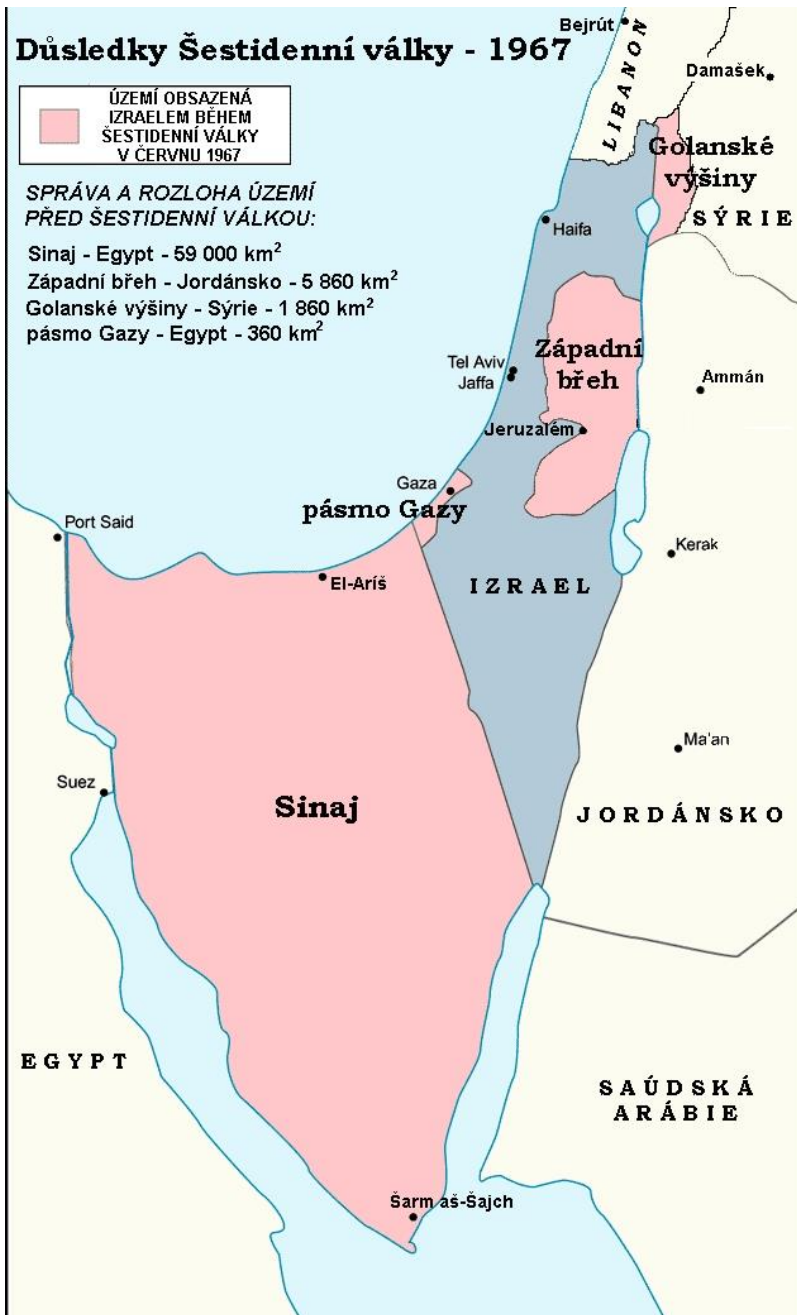 Důsledky Šestidenní války - 1967
ÚZEMÍ OBSAZENÁ
IZRAELEM BĚHEM
ŠESTIDENNÍ VÁLKY
V ČERVNU 1967
SPRÁVA A ROZLOHA ÚZEMÍ
PŘED ŠESTIDENNÍ VÁLKOU:
Sinaj - Egypt - 59 000 km²
Západní břeh - Jordánsko - 5 860 km²
Golanské výšiny - Sýrie - 1 860 km²
pásmo Gazy - Egypt - 360 km²
Bejrút
LIBANON
Damašek
Golanské
výšiny
SÝRIE
Haifa
Západní
břeh
Tel Aviv
Jaffa
Ammán
Jeruzalém
Gaza
pásmo Gazy
Port Said
Kerak
El-Aríš
IZRAEL
Ma'an
Suez
Sinaj
JORDÁNSKO
EGYPT
SAÚDSKÁ
ARÁBIE
Šarm aš-Šajch